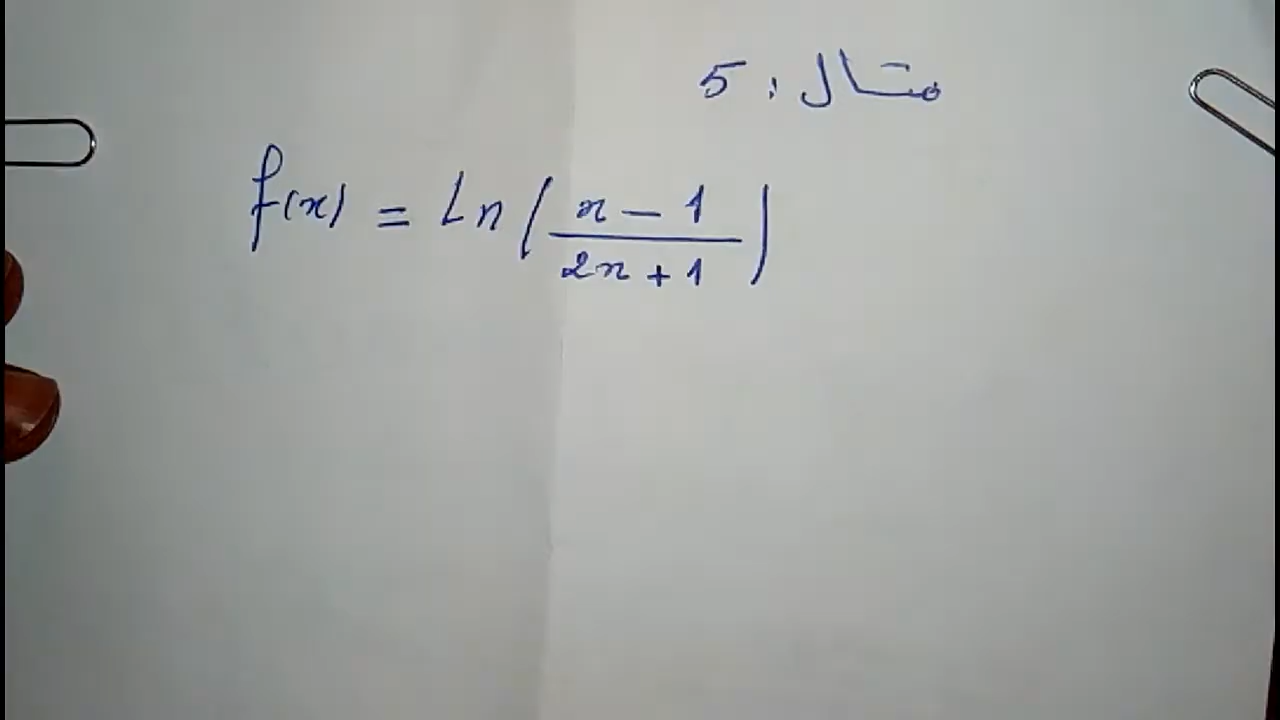 مثال: 5
f(x) = Ln(x - 1 / 2x + 1)